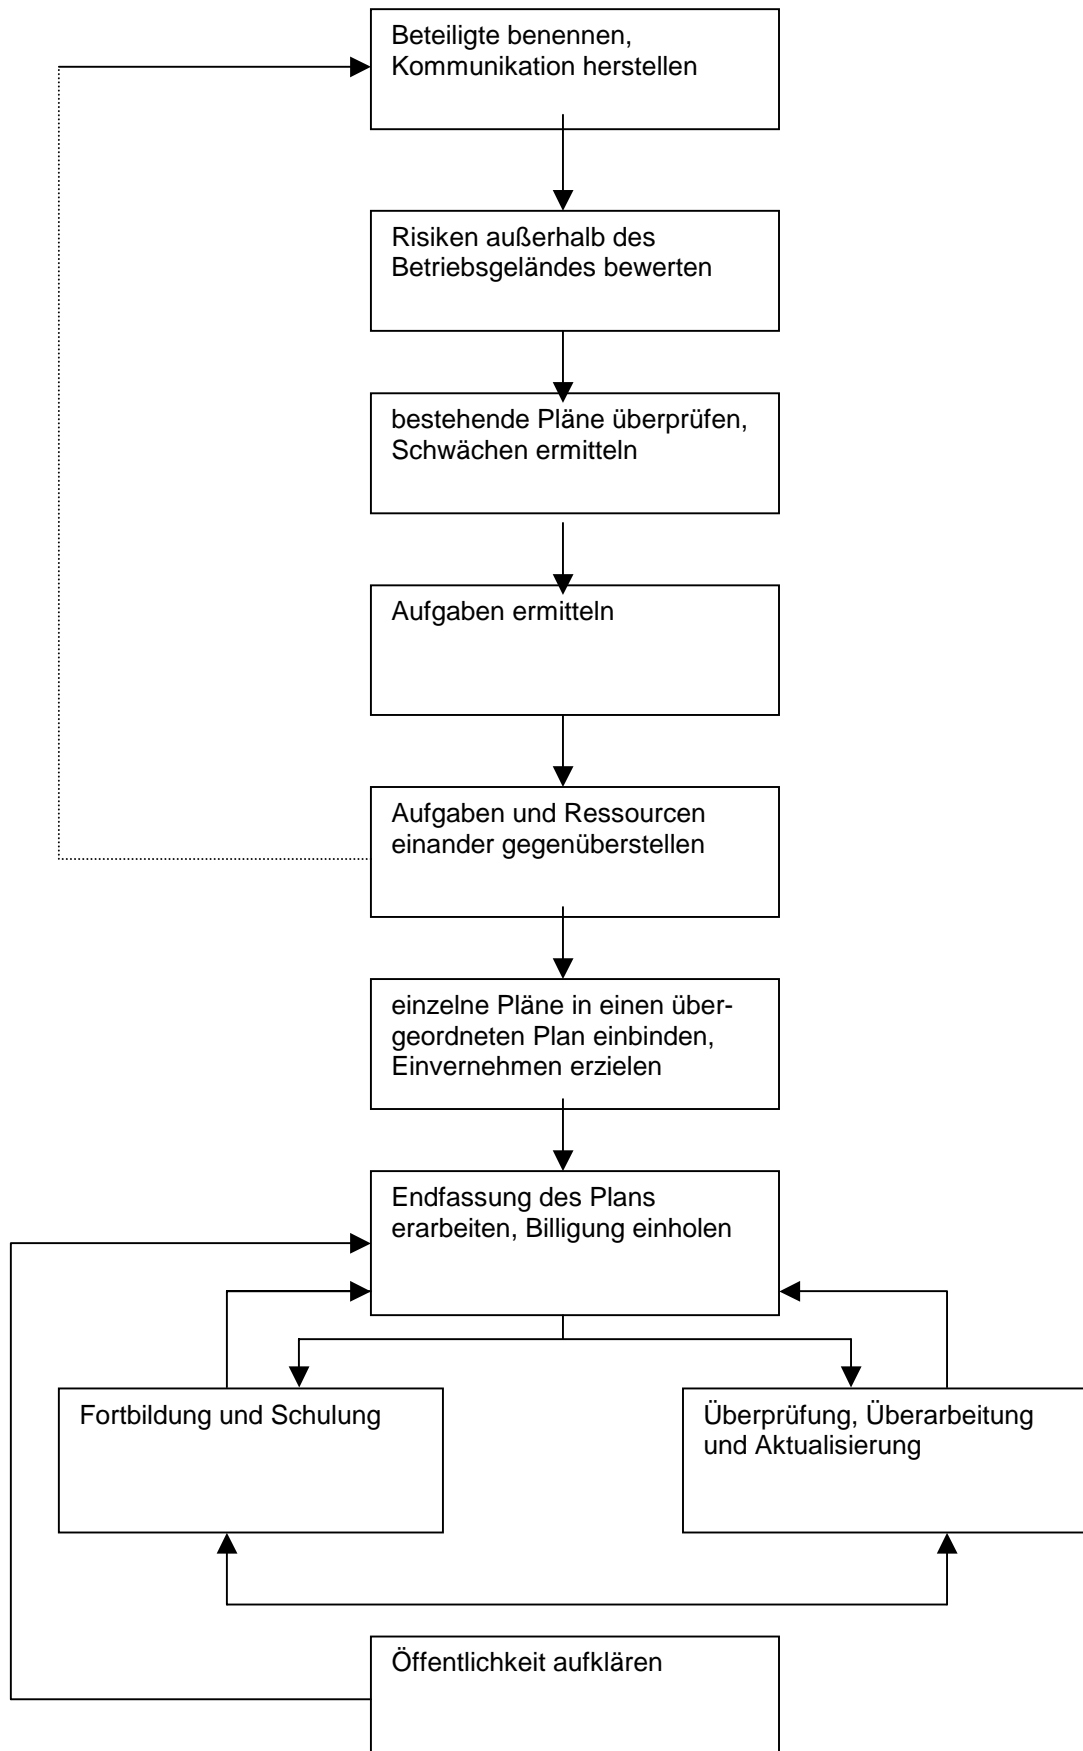 Beteiligte benennen,
Kommunikation herstellen
Risiken außerhalb des
Betriebsgeländes bewerten
bestehende Pläne überprüfen,
Schwächen ermitteln
Aufgaben ermitteln
Aufgaben und Ressourcen
einander gegenüberstellen
einzelne Pläne in einen über-
geordneten Plan einbinden,
Einvernehmen erzielen
Endfassung des Plans
erarbeiten, Billigung einholen
Fortbildung und Schulung
Überprüfung, Überarbeitung
und Aktualisierung
Öffentlichkeit aufklären